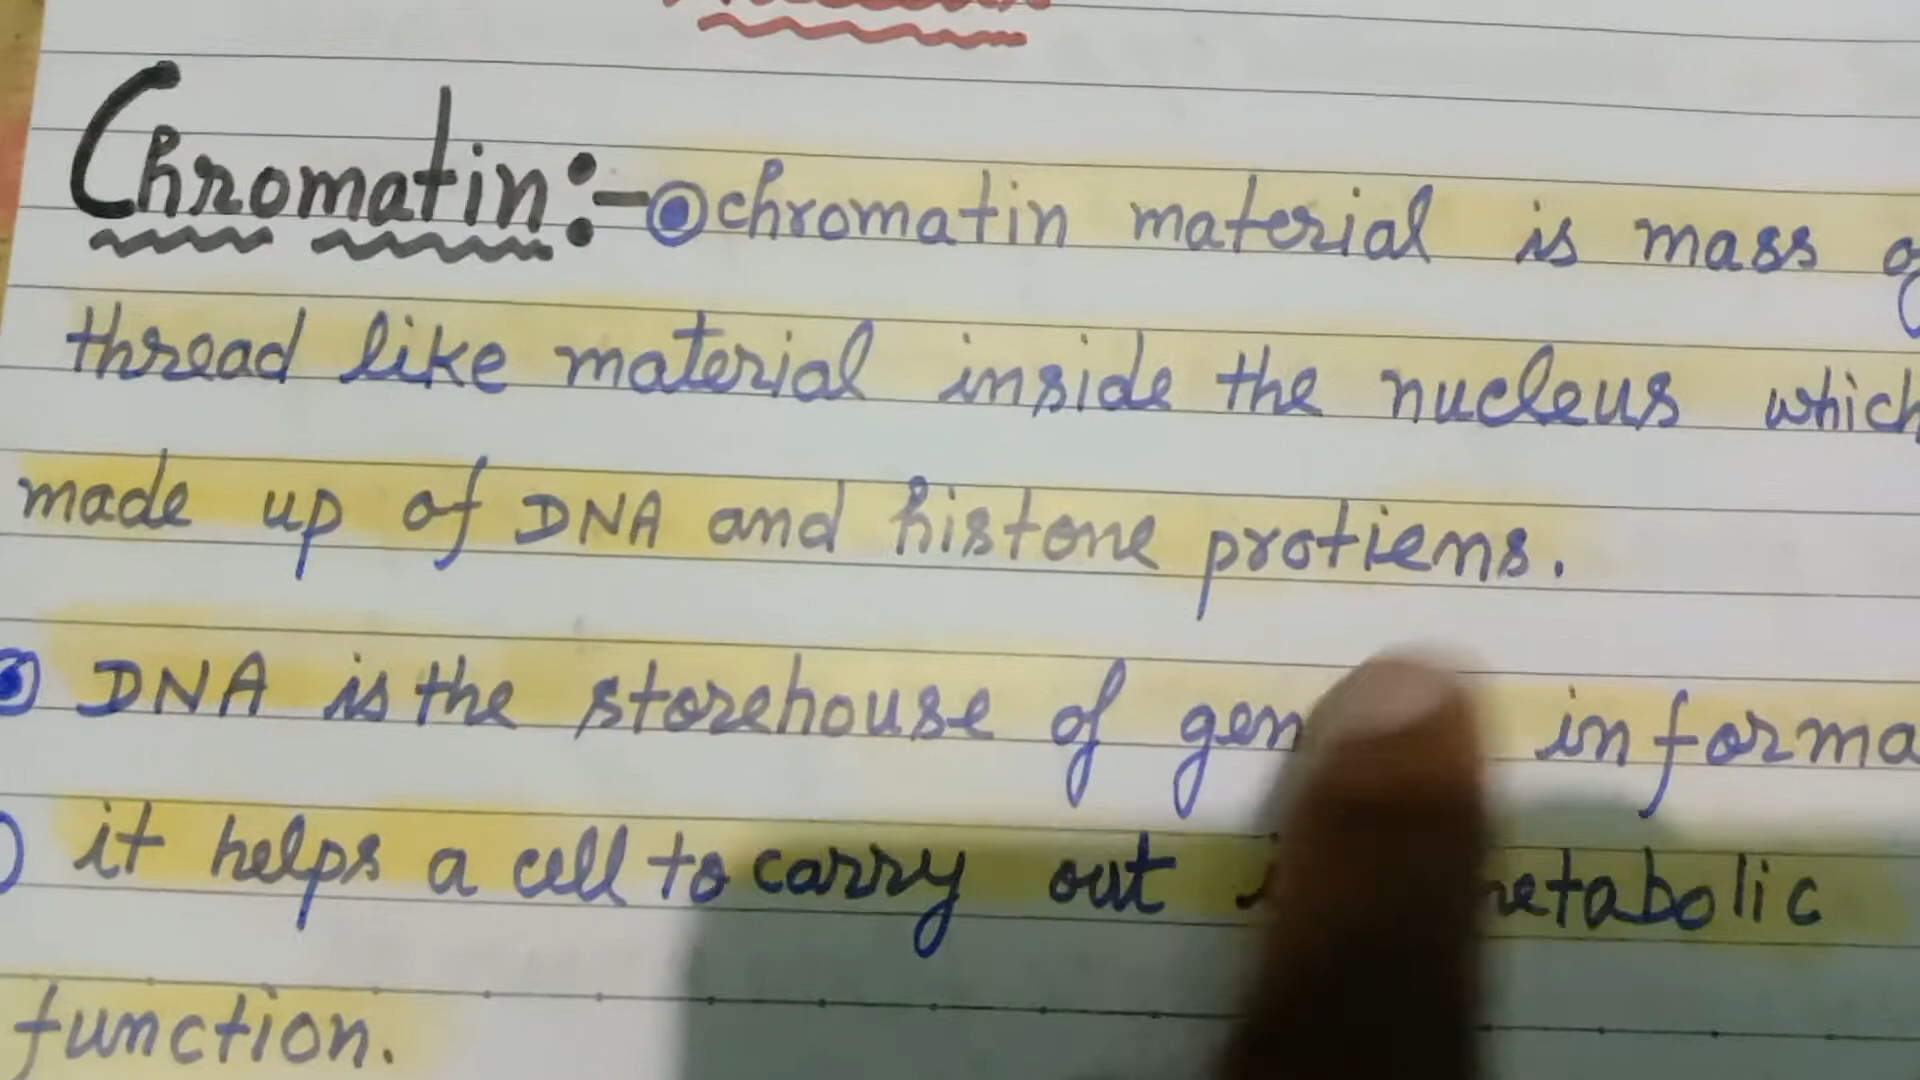 Chromatin:- chromatin material is mass
thread like material inside the nucleus which
made up of DNA and histone protiens.
DNA is the storehouse of informa
it helps a cell to carry out
function.